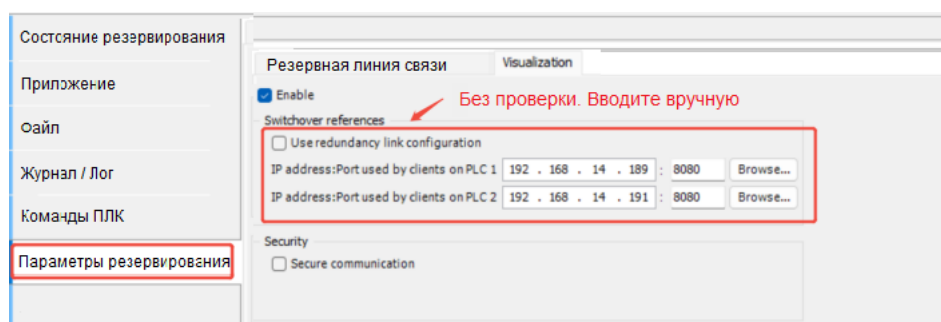 Состояние резервирования
Приложение
Файл
Журнал / Лог
Команды ПЛК
Параметры резервирования
Резервная линия связи
Visualization
Enable
Без проверки. Вводите вручную
Switchover references
Use redundancy link configuration
IP address:Port used by clients on PLC 1 192 . 168 . 14 . 189 : 8080 Browse...
IP address:Port used by clients on PLC 2 192 . 168 . 14 . 191 : 8080 Browse...
Security
Secure communication